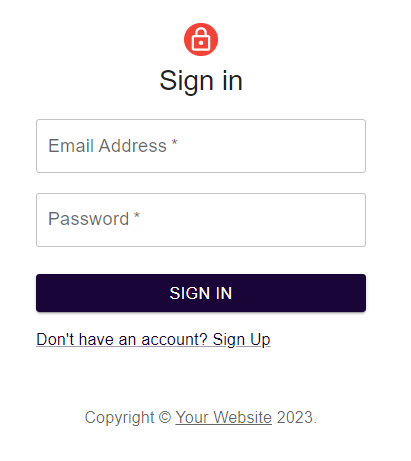 Sign in
Email Address *
Password *
SIGN IN
Don't have an account? Sign Up
Copyright © Your Website 2023.